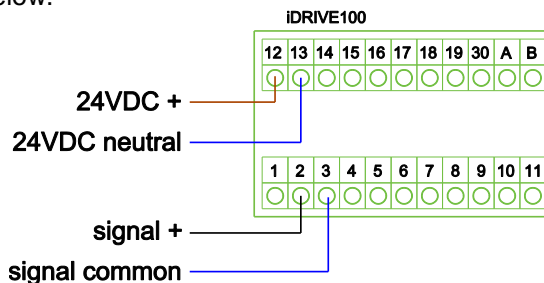 elow.
iDRIVE100
12 13 14 15 16 17 18 19 30 A B
24VDC +
24VDC neutral
1 2 3 4 5 6 7 8 9 10 11
signal +
signal common